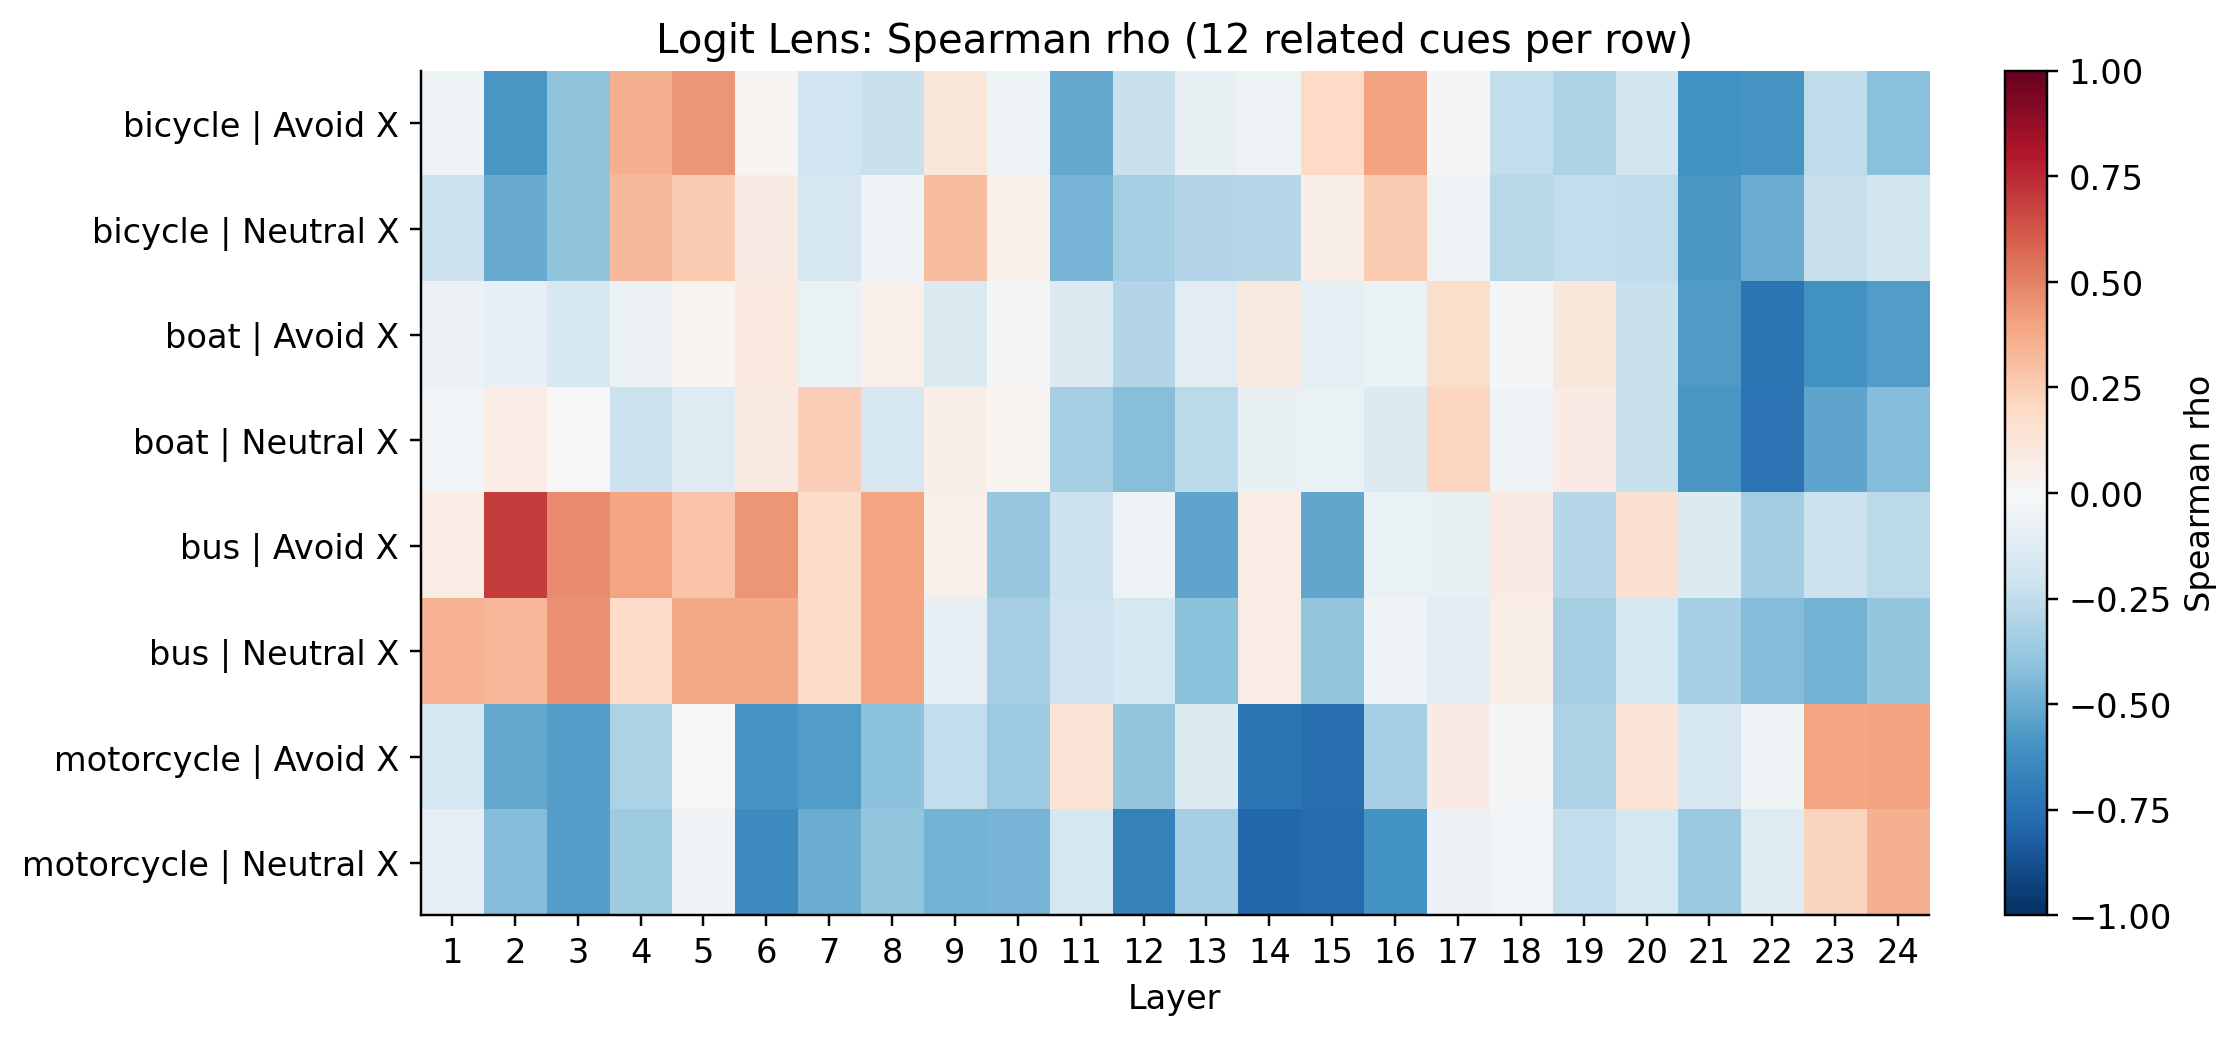 Logit Lens: Spearman rho (12 related cues per row)
bicycle | Avoid X
bicycle | Neutral X
boat | Avoid X
boat | Neutral X
bus | Avoid X
bus | Neutral X
motorcycle | Avoid X
motorcycle | Neutral X
1 2 3 4 5 6 7 8 9 10 11 12 13 14 15 16 17 18 19 20 21 22 23 24
Layer
1.00
0.75
0.50
0.25
0.00
−0.25
−0.50
−0.75
−1.00
Spearman rho